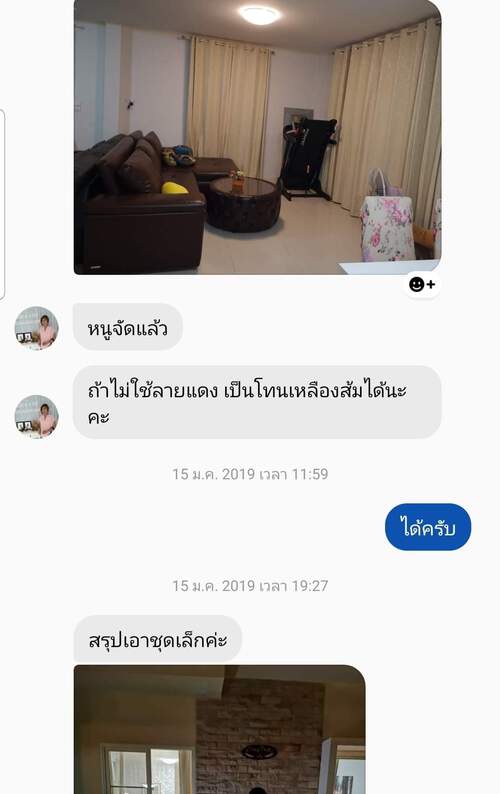 หนูจัดแล้ว
ถ้าไม่ใช้ลายแดง เป็นโทนเหลืองส้มได้นะ
คะ
15 ม.ค. 2019 เวลา 11:59
ได้ครับ
15 ม.ค. 2019 เวลา 19:27
สรุปเอาชุดเล็กค่ะ